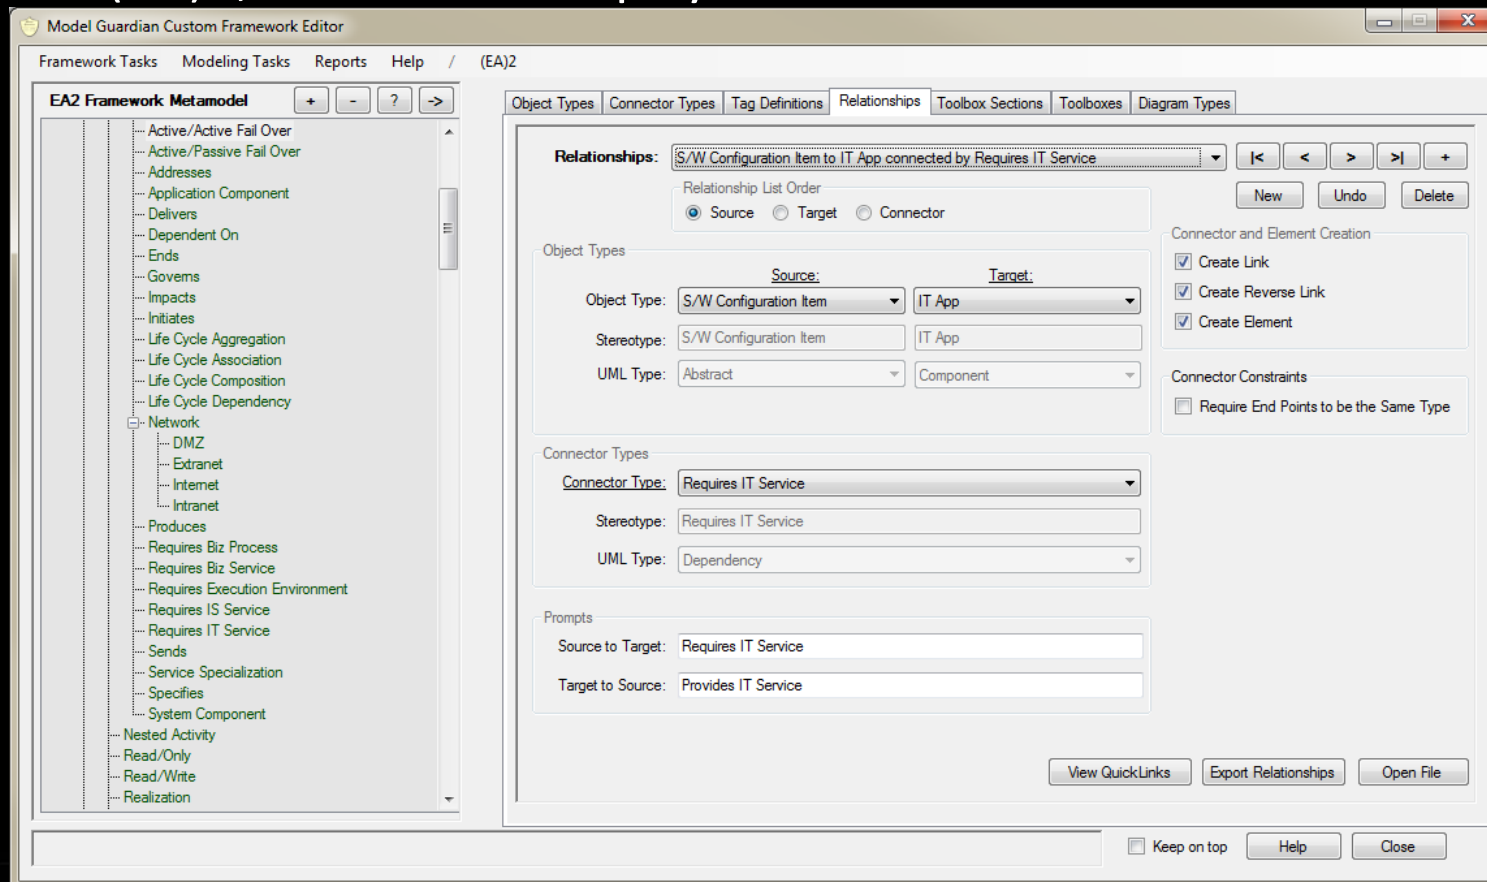 Model Guardian Custom Framework Editor
Framework Tasks Modeling Tasks Reports Help / (EA)2
EA2 Framework Metamodel + - ? ->
Object Types Connector Types Tag Definitions Relationships Toolbox Sections Toolboxes Diagram Types
Active/Active Fail Over
Active/Passive Fail Over
Addresses
Application Component
Delivers
Dependent On
Ends
Governs
Impacts
Initiates
Life Cycle Aggregation
Life Cycle Association
Life Cycle Composition
Life Cycle Dependency
Network
DMZ
Extranet
Internet
Intranet
Produces
Requires Biz Process
Requires Biz Service
Requires Execution Environment
Requires IS Service
Requires IT Service
Sends
Service Specialization
Specifies
System Component
Nested Activity
Read/Only
Read/Write
Realization
Relationships: S/W Configuration Item to IT App connected by Requires IT Service |< < > >| +
Relationship List Order
Source Target Connector
New Undo Delete
Object Types
Source: Target:
Object Type: S/W Configuration Item IT App
Stereotype: S/W Configuration Item IT App
UML Type: Abstract Component
Connector and Element Creation
Create Link
Create Reverse Link
Create Element
Connector Constraints
Require End Points to be the Same Type
Connector Types
Connector Type: Requires IT Service
Stereotype: Requires IT Service
UML Type: Dependency
Prompts
Source to Target: Requires IT Service
Target to Source: Provides IT Service
View QuickLinks Export Relationships Open File
Keep on top Help Close